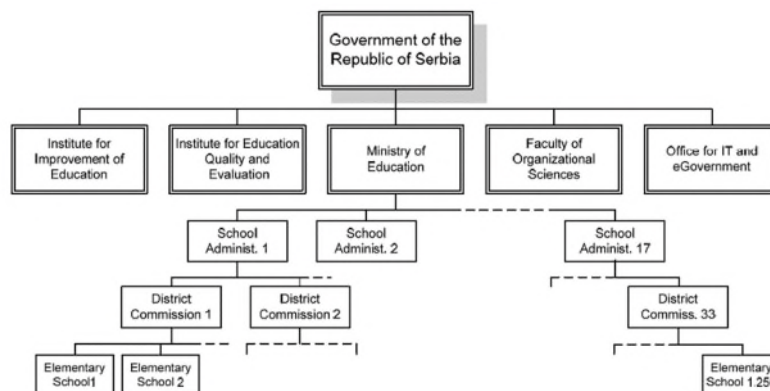 Government of the
Republic of Serbia
Institute for
Improvement of
Education
Institute for Education
Quality and
Evaluation
Ministry of
Education
Faculty of
Organizational
Sciences
Office for IT and
eGovernment
School
Administ. 1
School
Administ. 2
School
Administ. 17
District
Commission 1
District
Commission 2
District
Commiss. 33
Elementary
School1
Elementary
School 2
Elementary
School 1.25